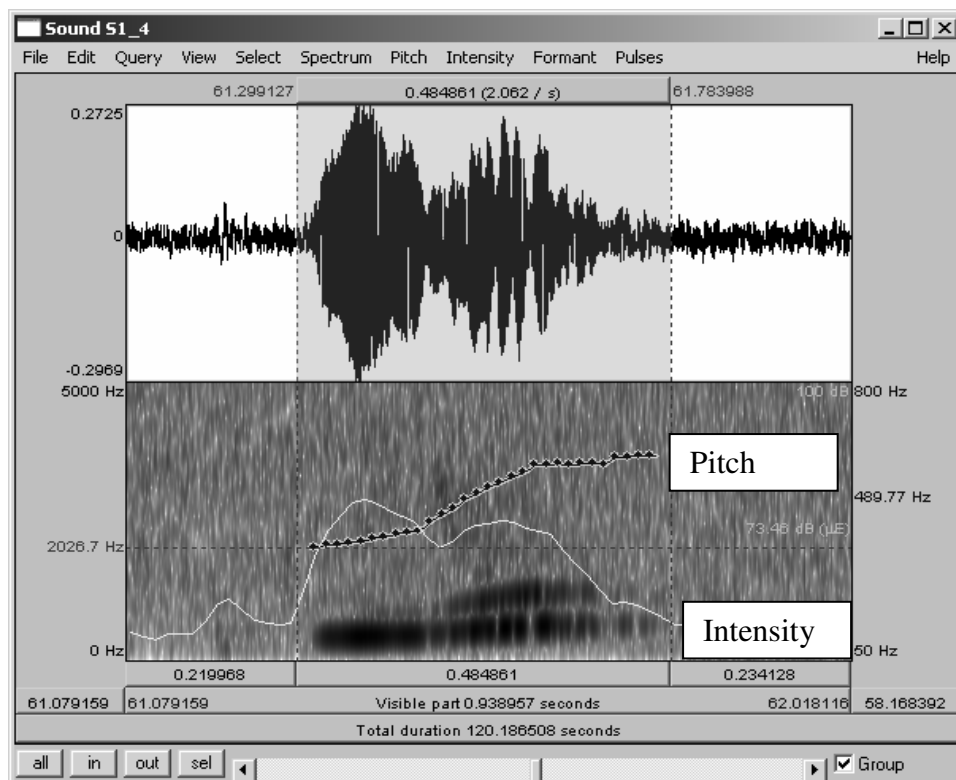 Sound S1_4
File Edit Query View Select Spectrum Pitch Intensity Formant Pulses Help
61.299127 0.484861 (2.062 / s) 61.783988
0.2725
0
-0.2969
5000 Hz 100 dB 800 Hz
Pitch
489.77 Hz
73.46 dB (µE)
2026.7 Hz
Intensity
0 Hz 50 Hz
0.219968 0.484861 0.234128
61.079159 61.079159 Visible part 0.938957 seconds 62.018116 58.168392
Total duration 120.186508 seconds
all in out sel Group